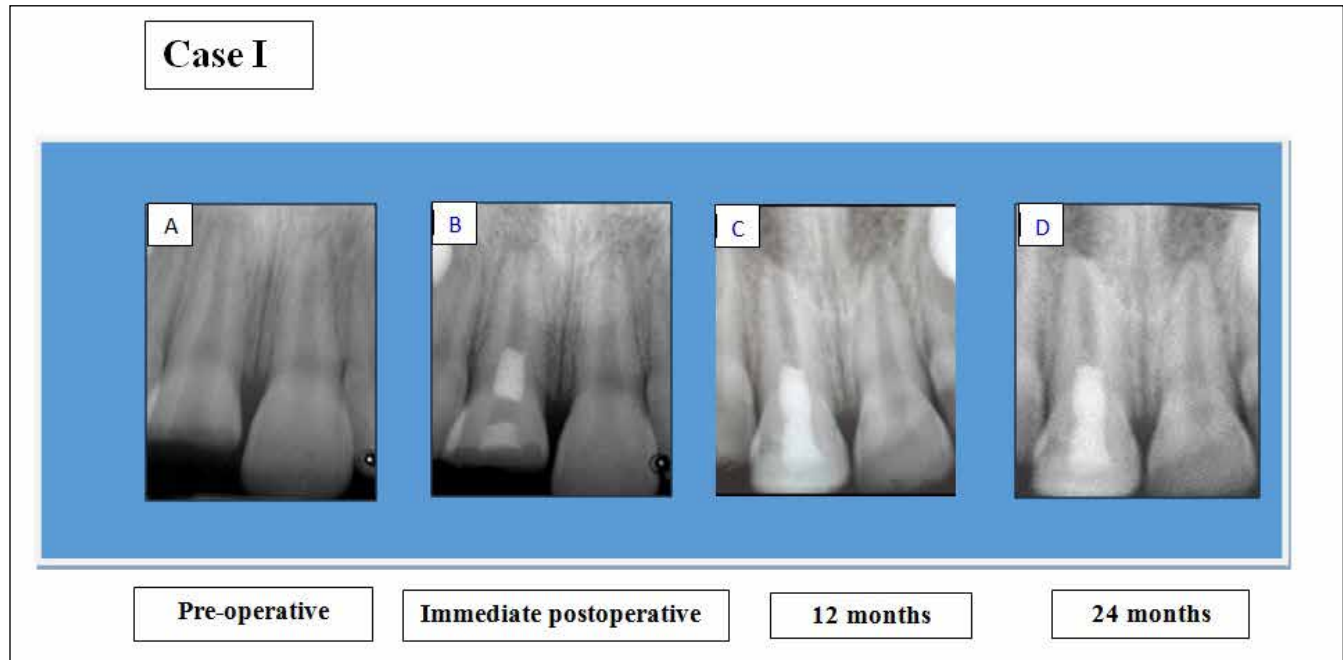 Case I
A
B
C
D
Pre-operative
Immediate postoperative
12 months
24 months